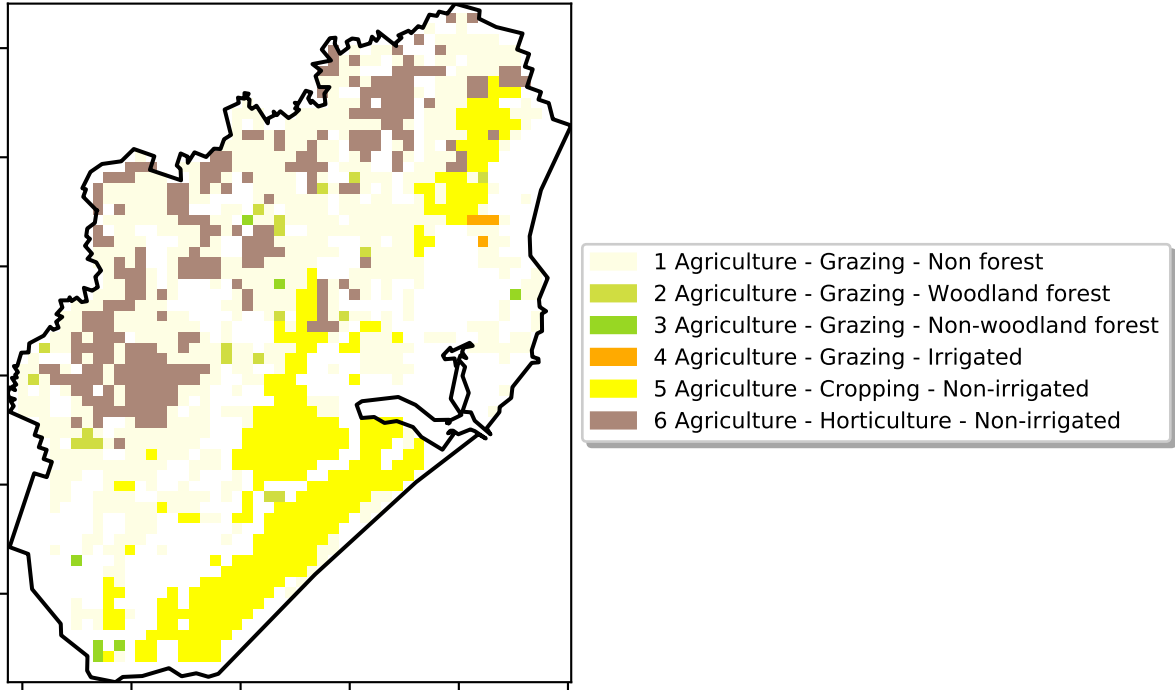 1 Agriculture - Grazing - Non forest
2 Agriculture - Grazing - Woodland forest
3 Agriculture - Grazing - Non-woodland forest
4 Agriculture - Grazing - Irrigated
5 Agriculture - Cropping - Non-irrigated
6 Agriculture - Horticulture - Non-irrigated